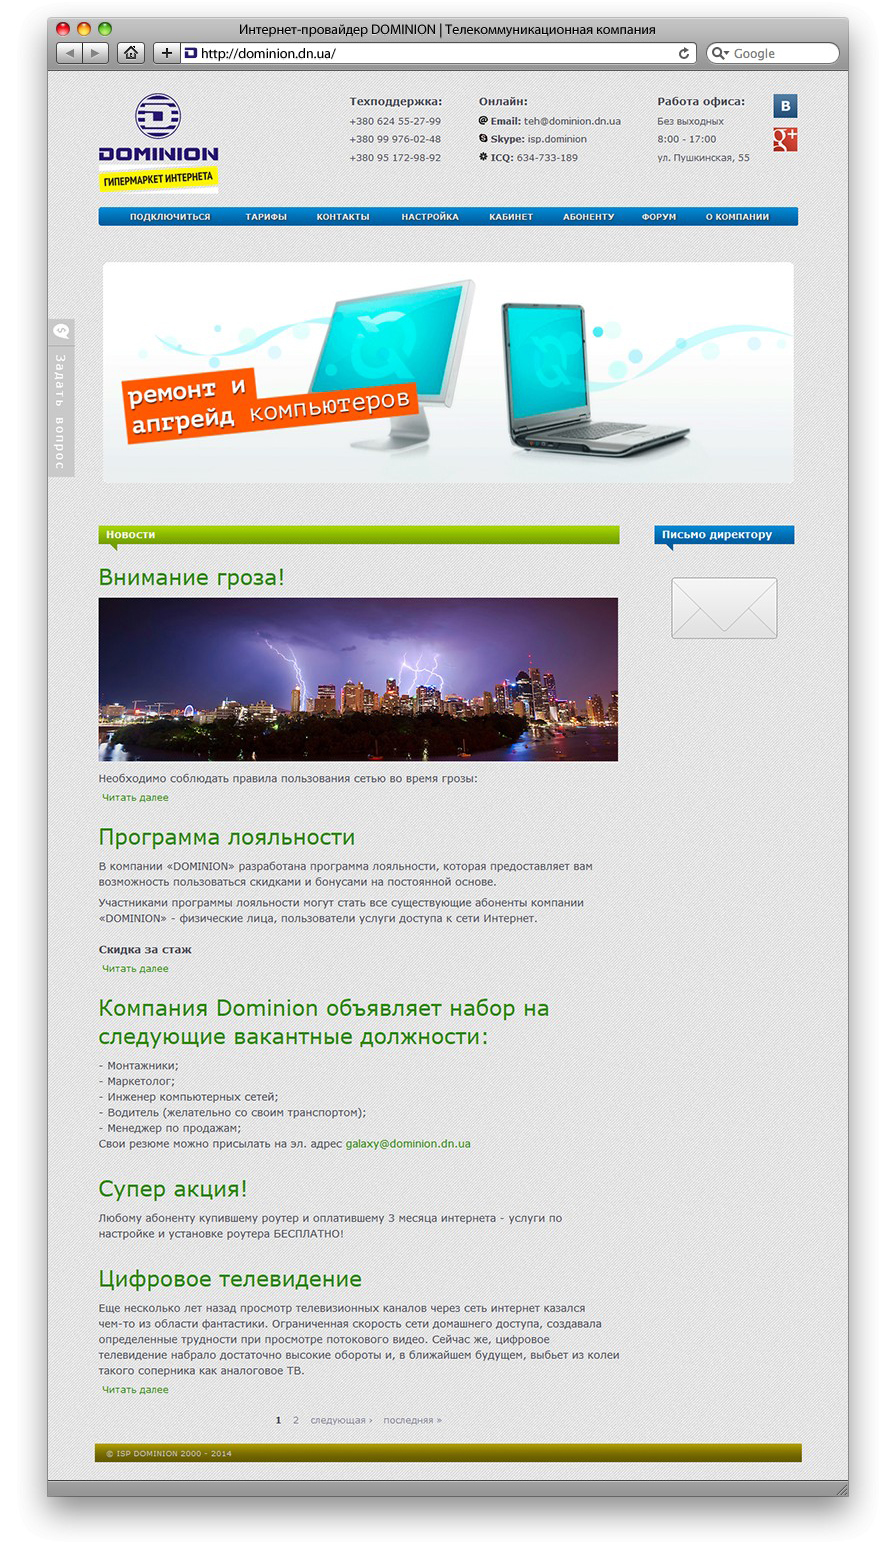 Интернет-провайдер DOMINION | Телекоммуникационная компания
http://dominion.dn.ua/
Google
DOMINION
ГИПЕРМАРКЕТ ИНТЕРНЕТА
Техподдержка:
+380 624 55-27-99
+380 99 976-02-48
+380 95 172-98-92
Онлайн:
Email: teh@dominion.dn.ua
Skype: isp.dominion
ICQ: 634-733-189
Работа офиса:
Без выходных
8:00 - 17:00
ул. Пушкинская, 55
В
g+
ПОДКЛЮЧИТЬСЯ ТАРИФЫ КОНТАКТЫ НАСТРОЙКА КАБИНЕТ АБОНЕНТУ ФОРУМ О КОМПАНИИ
Задать вопрос
ремонт и
апгрейд компьютеров
Новости
Письмо директору
Внимание гроза!
Необходимо соблюдать правила пользования сетью во время грозы:
Читать далее
Программа лояльности
В компании «DOMINION» разработана программа лояльности, которая предоставляет вам
возможность пользоваться скидками и бонусами на постоянной основе.
Участниками программы лояльности могут стать все существующие абоненты компании
«DOMINION» - физические лица, пользователи услуги доступа к сети Интернет.
Скидка за стаж
Читать далее
Компания Dominion объявляет набор на
следующие вакантные должности:
- Монтажники;
- Маркетолог;
- Инженер компьютерных сетей;
- Водитель (желательно со своим транспортом);
- Менеджер по продажам;
Свои резюме можно присылать на эл. адрес galaxy@dominion.dn.ua
Супер акция!
Любому абоненту купившему роутер и оплатившему 3 месяца интернета - услуги по
настройке и установке роутера БЕСПЛАТНО!
Цифровое телевидение
Еще несколько лет назад просмотр телевизионных каналов через сеть интернет казался
чем-то из области фантастики. Ограниченная скорость сети домашнего доступа, создавала
определенные трудности при просмотре потокового видео. Сейчас же, цифровое
телевидение набрало достаточно высокие обороты и, в ближайшем будущем, выбьет из колеи
такого соперника как аналоговое ТВ.
Читать далее
1 2 следующая › последняя »
© ISP DOMINION 2000 - 2014